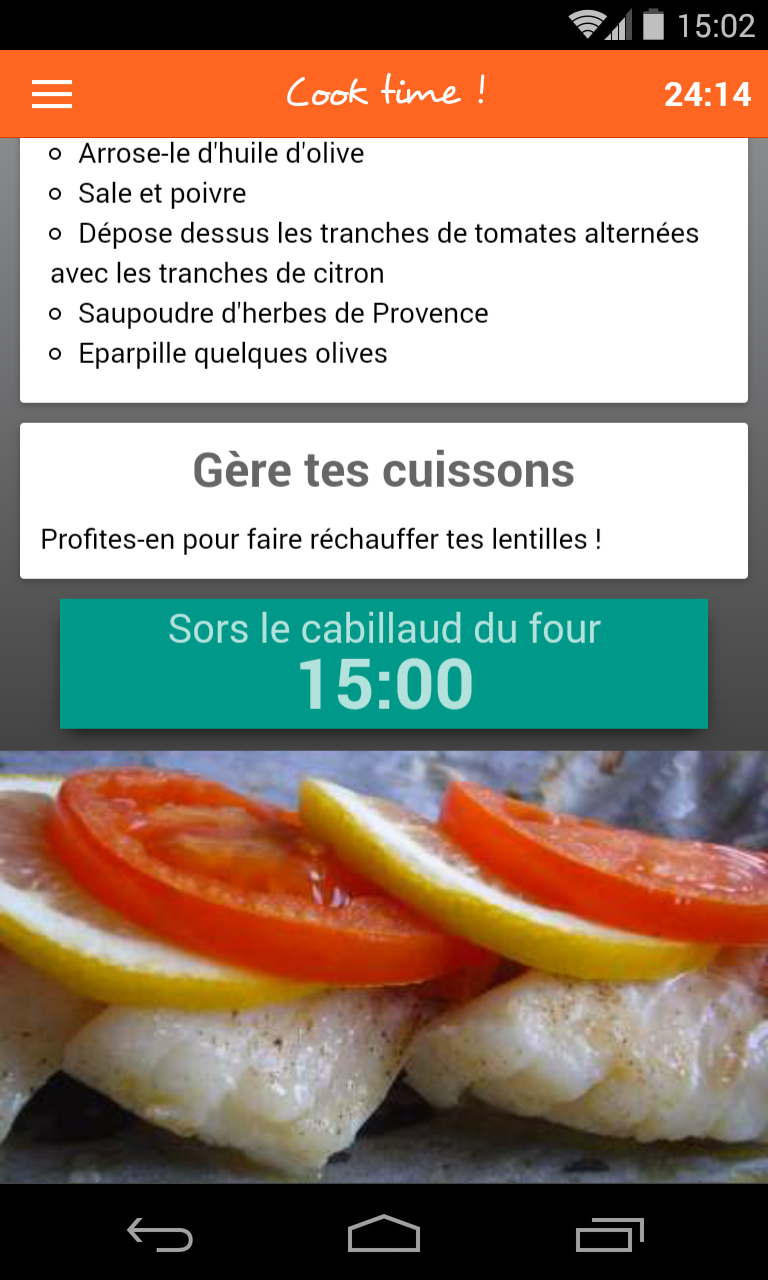 15:02
Cook time !
24:14
Arrose-le d'huile d'olive
Sale et poivre
Dépose dessus les tranches de tomates alternées
avec les tranches de citron
Saupoudre d'herbes de Provence
Eparpille quelques olives
Gère tes cuissons
Profites-en pour faire réchauffer tes lentilles !
Sors le cabillaud du four
15:00